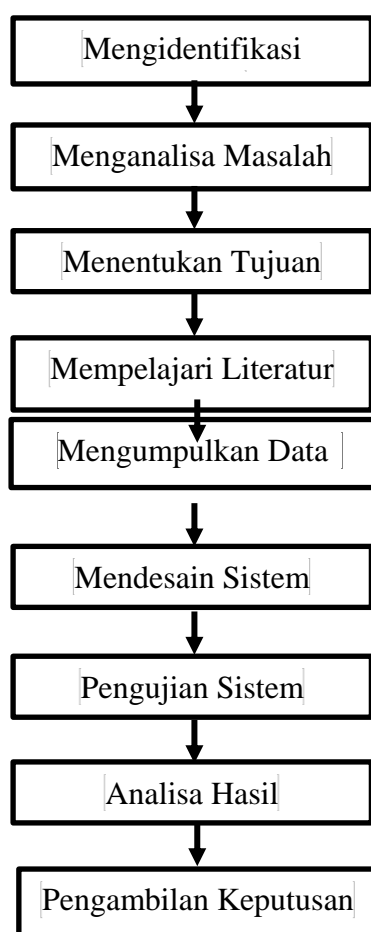 Mengidentifikasi
Menganalisa Masalah
Menentukan Tujuan
Mempelajari Literatur
Mengumpulkan Data
Mendesain Sistem
Pengujian Sistem
Analisa Hasil
Pengambilan Keputusan